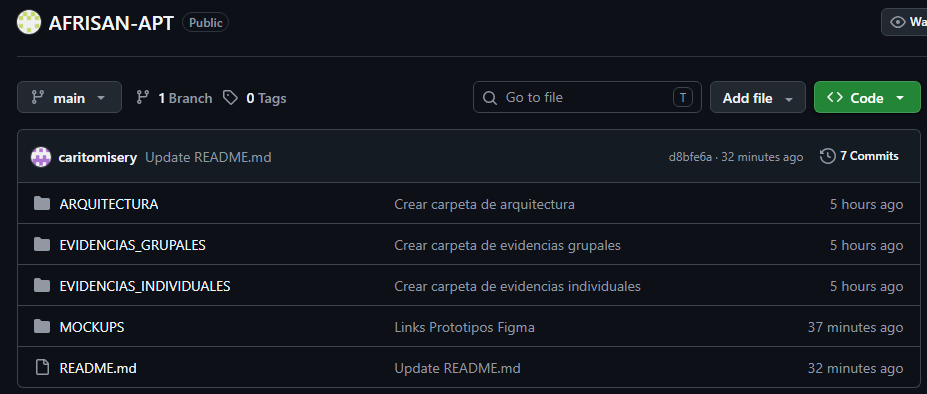 AFRISAN-APT Public Wa
main 1 Branch 0 Tags Go to file T Add file Code
caritomisery Update README.md d8bfe6a · 32 minutes ago 7 Commits
ARQUITECTURA Crear carpeta de arquitectura 5 hours ago
EVIDENCIAS_GRUPALES Crear carpeta de evidencias grupales 5 hours ago
EVIDENCIAS_INDIVIDUALES Crear carpeta de evidencias individuales 5 hours ago
MOCKUPS Links Prototipos Figma 37 minutes ago
README.md Update README.md 32 minutes ago